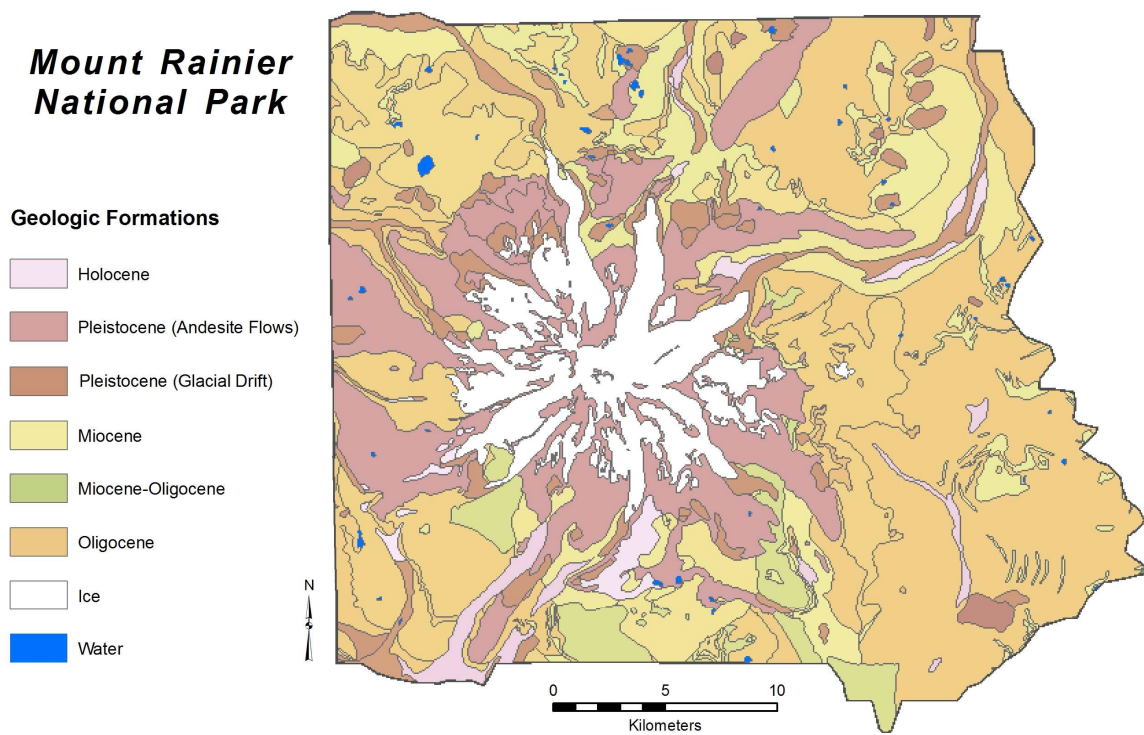 Mount Rainier
National Park
Geologic Formations
Holocene
Pleistocene (Andesite Flows)
Pleistocene (Glacial Drift)
Miocene
Miocene-Oligocene
Oligocene
Ice
Water
N
0 5 10
Kilometers